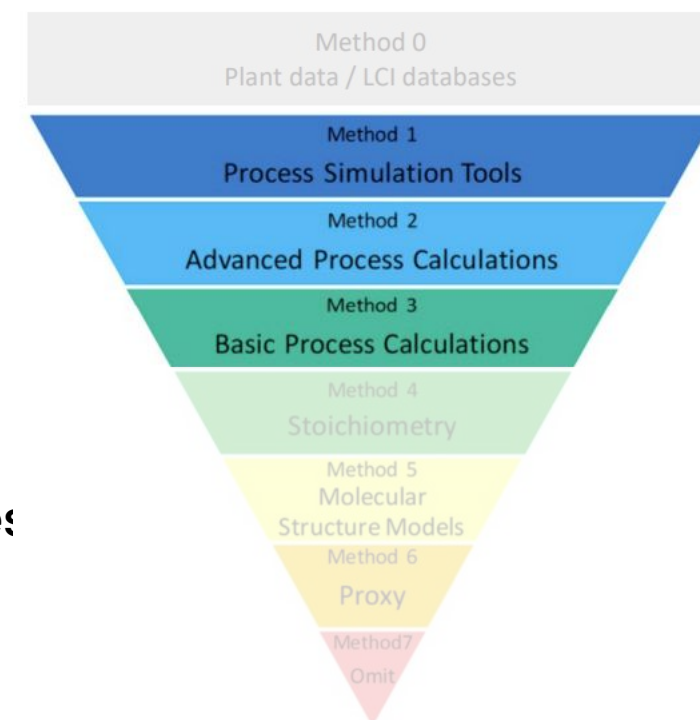 Method 0
Plant data / LCI databases
Method 1
Process Simulation Tools
Method 2
Advanced Process Calculations
Method 3
Basic Process Calculations
Method 4
Stoichiometry
Method 5
Molecular
Structure Models
Method 6
Proxy
Method7
Omit